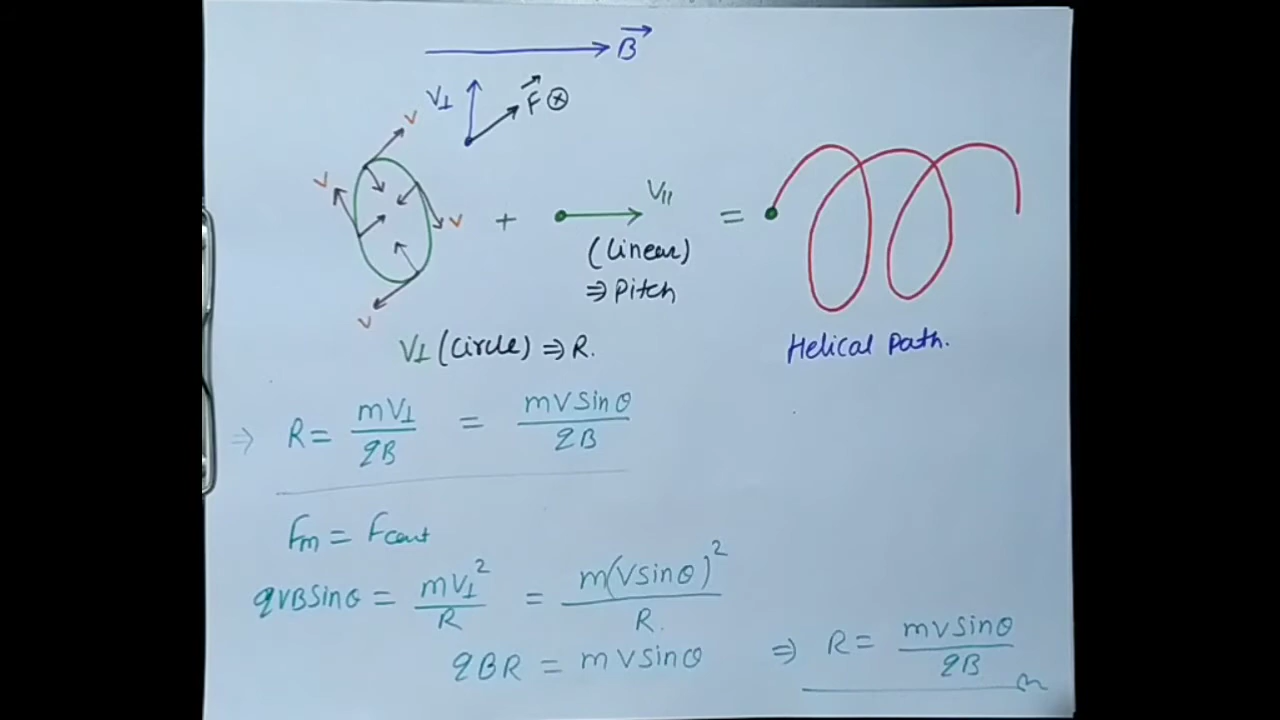 B
V⊥ F ⊗
V
V
V
V
+ V∥ =
(linear)
⇒ Pitch
V⊥ (circle) ⇒ R.
Helical Path.
⇒ R = mV⊥/qB = mVsinθ/qB
Fm = Fcent
qVBsinθ = mV⊥²/R = m(Vsinθ)²/R.
qBR = mVsinθ ⇒ R = mVsinθ/qB